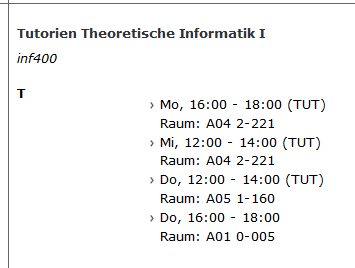 Tutorien Theoretische Informatik I
inf400
T
› Mo, 16:00 - 18:00 (TUT)
Raum: A04 2-221
› Mi, 12:00 - 14:00 (TUT)
Raum: A04 2-221
› Do, 12:00 - 14:00 (TUT)
Raum: A05 1-160
› Do, 16:00 - 18:00
Raum: A01 0-005